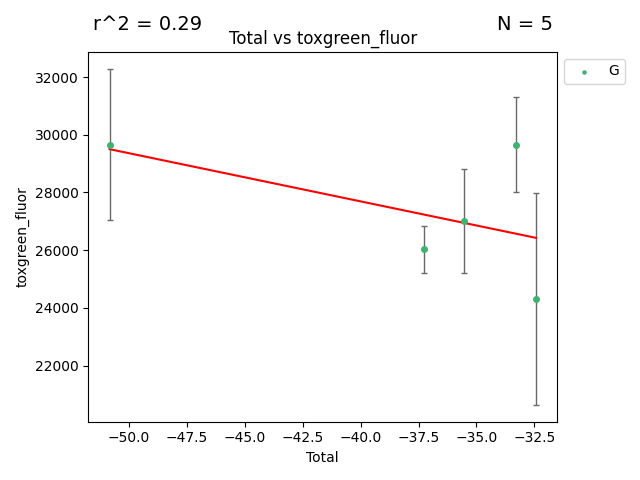 r^2 = 0.29
N = 5
Total vs toxgreen_fluor
G
32000
30000
28000
26000
24000
22000
toxgreen_fluor
−50.0 −47.5 −45.0 −42.5 −40.0 −37.5 −35.0 −32.5
Total